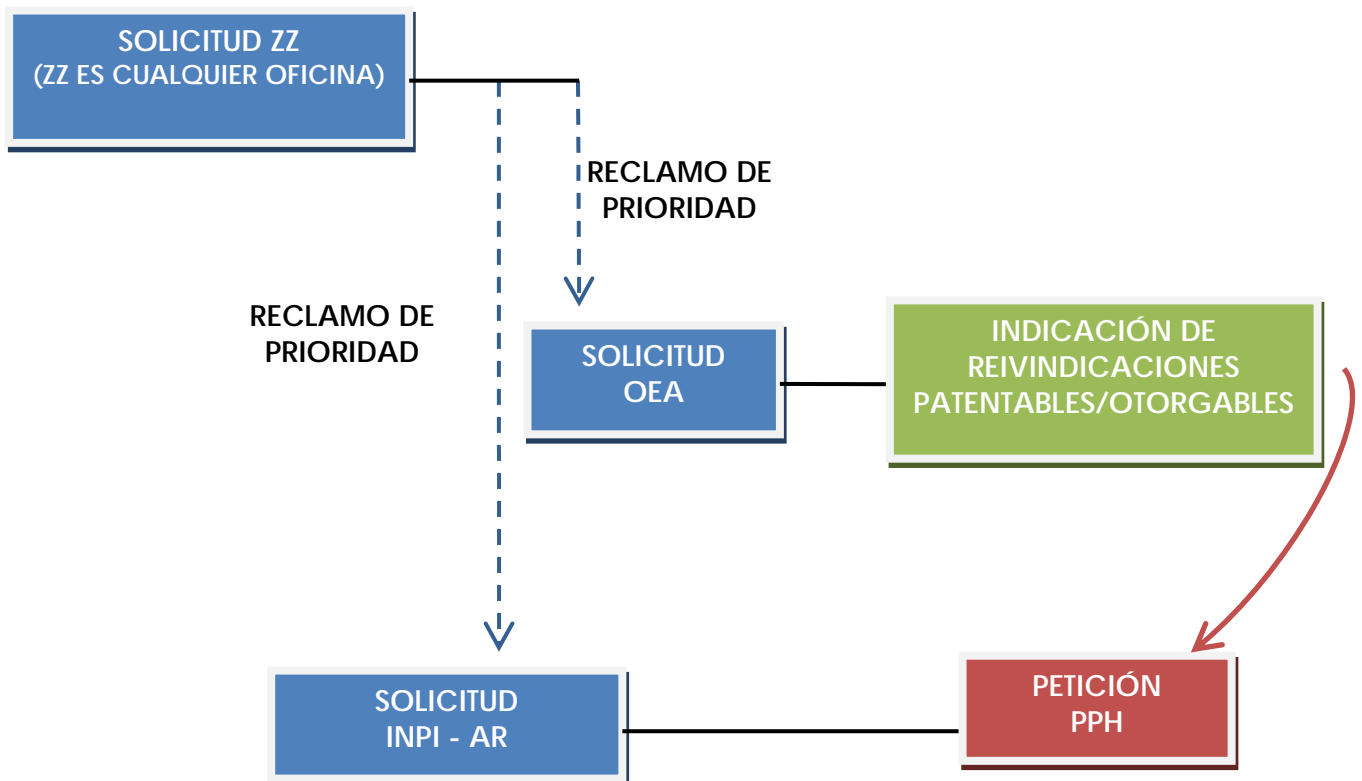 SOLICITUD ZZ
(ZZ ES CUALQUIER OFICINA)
RECLAMO DE
PRIORIDAD
RECLAMO DE
PRIORIDAD
SOLICITUD
OEA
INDICACIÓN DE
REIVINDICACIONES
PATENTABLES/OTORGABLES
SOLICITUD
INPI - AR
PETICIÓN
PPH